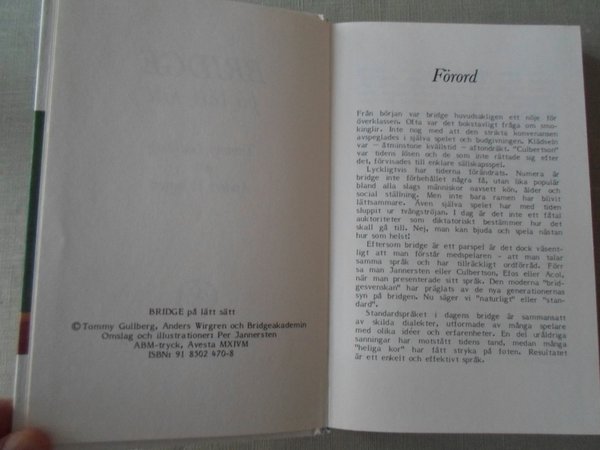 BRIDGE på lätt sätt
© Tommy Gullberg, Anders Wirgren och Bridgeakademin
Omslag och illustrationer: Per Jannersten
ABM-tryck, Avesta MXIVM
ISBN: 91 8502 470-8
Förord
Från början var bridge huvudsakligen ett nöje för
överklassen. Ofta var det bokstavligt fråga om smo-
kinglir. Inte nog med att den strikta konvenansen
avspeglades i själva spelet och budgivningen. Klädseln
var – åtminstone kvällstid – aftondräkt. "Culbertson"
var tidens lösen och de som inte rättade sig efter
det, förvisades till enklare sällskapsspel.
Lyckligtvis har tiderna förändrats. Numera är
bridge inte förbehållet några få, utan lika populär
bland alla slags människor oavsett kön, ålder och
social ställning. Men inte bara ramen har blivit
lättsammare. Även själva spelet har med tiden
sluppit ur tvångströjan. I dag är det inte ett fåtal
auktoriteter som diktatoriskt bestämmer hur det
skall gå till. Nej, man kan bjuda och spela nästan
hur som helst!
Eftersom bridge är ett parspel är det dock väsent-
ligt att man förstår medspelaren - att man talar
samma språk och har tillräckligt ordförråd. Förr
sa man Jannersten eller Culbertson, Efos eller Acol,
när man presenterade sitt språk. Den moderna "brid-
gesvenskan" har präglats av de nya generationernas
syn på bridgen. Nu säger vi "naturligt" eller "stan-
dard".
Standardspråket i dagens bridge är sammansatt
av skilda dialekter, utformade av många spelare
med olika idéer och erfarenheter. En del uråldriga
sanningar har motstått tidens tand, medan många
"heliga kor" har fått stryka på foten. Resultatet
är ett enkelt och effektivt språk.